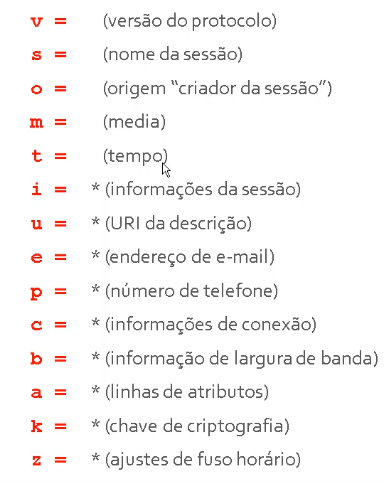 v = (versão do protocolo)
s = (nome da sessão)
o = (origem “criador da sessão”)
m = (media)
t = (tempo)
i = * (informações da sessão)
u = * (URI da descrição)
e = * (endereço de e-mail)
p = * (número de telefone)
c = * (informações de conexão)
b = * (informação de largura de banda)
a = * (linhas de atributos)
k = * (chave de criptografia)
z = * (ajustes de fuso horário)